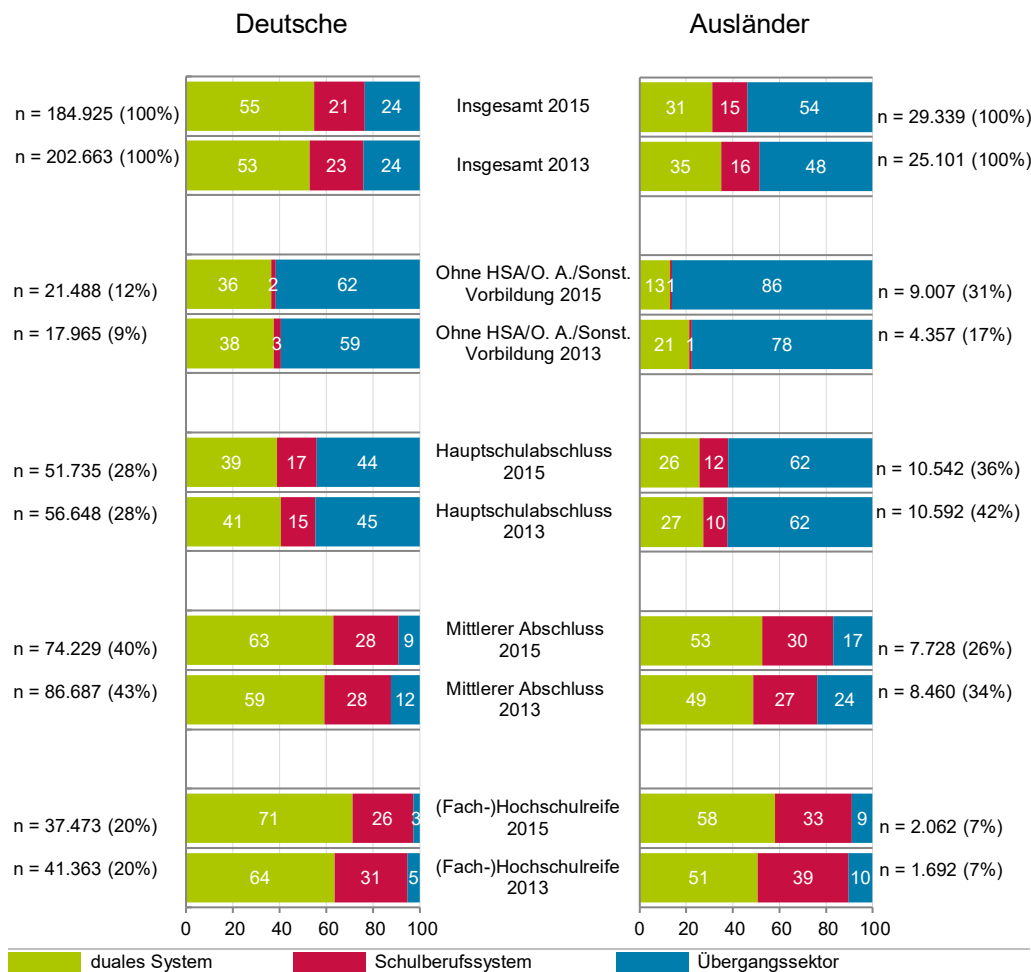 Deutsche Ausländer
n = 184.925 (100%) 55 21 24 Insgesamt 2015 31 15 54 n = 29.339 (100%)
n = 202.663 (100%) 53 23 24 Insgesamt 2013 35 16 48 n = 25.101 (100%)
Ohne HSA/O. A./Sonst.
n = 21.488 (12%) 36 2 62 Vorbildung 2015 13 1 86 n = 9.007 (31%)
Ohne HSA/O. A./Sonst.
n = 17.965 (9%) 38 3 59 Vorbildung 2013 21 1 78 n = 4.357 (17%)
Hauptschulabschluss
n = 51.735 (28%) 39 17 44 2015 26 12 62 n = 10.542 (36%)
Hauptschulabschluss
n = 56.648 (28%) 41 15 45 2013 27 10 62 n = 10.592 (42%)
Mittlerer Abschluss
n = 74.229 (40%) 63 28 9 2015 53 30 17 n = 7.728 (26%)
Mittlerer Abschluss
n = 86.687 (43%) 59 28 12 2013 49 27 24 n = 8.460 (34%)
(Fach-)Hochschulreife
n = 37.473 (20%) 71 26 3 2015 58 33 9 n = 2.062 (7%)
(Fach-)Hochschulreife
n = 41.363 (20%) 64 31 5 2013 51 39 10 n = 1.692 (7%)
0 20 40 60 80 100 0 20 40 60 80 100
duales System Schulberufssystem Übergangssektor